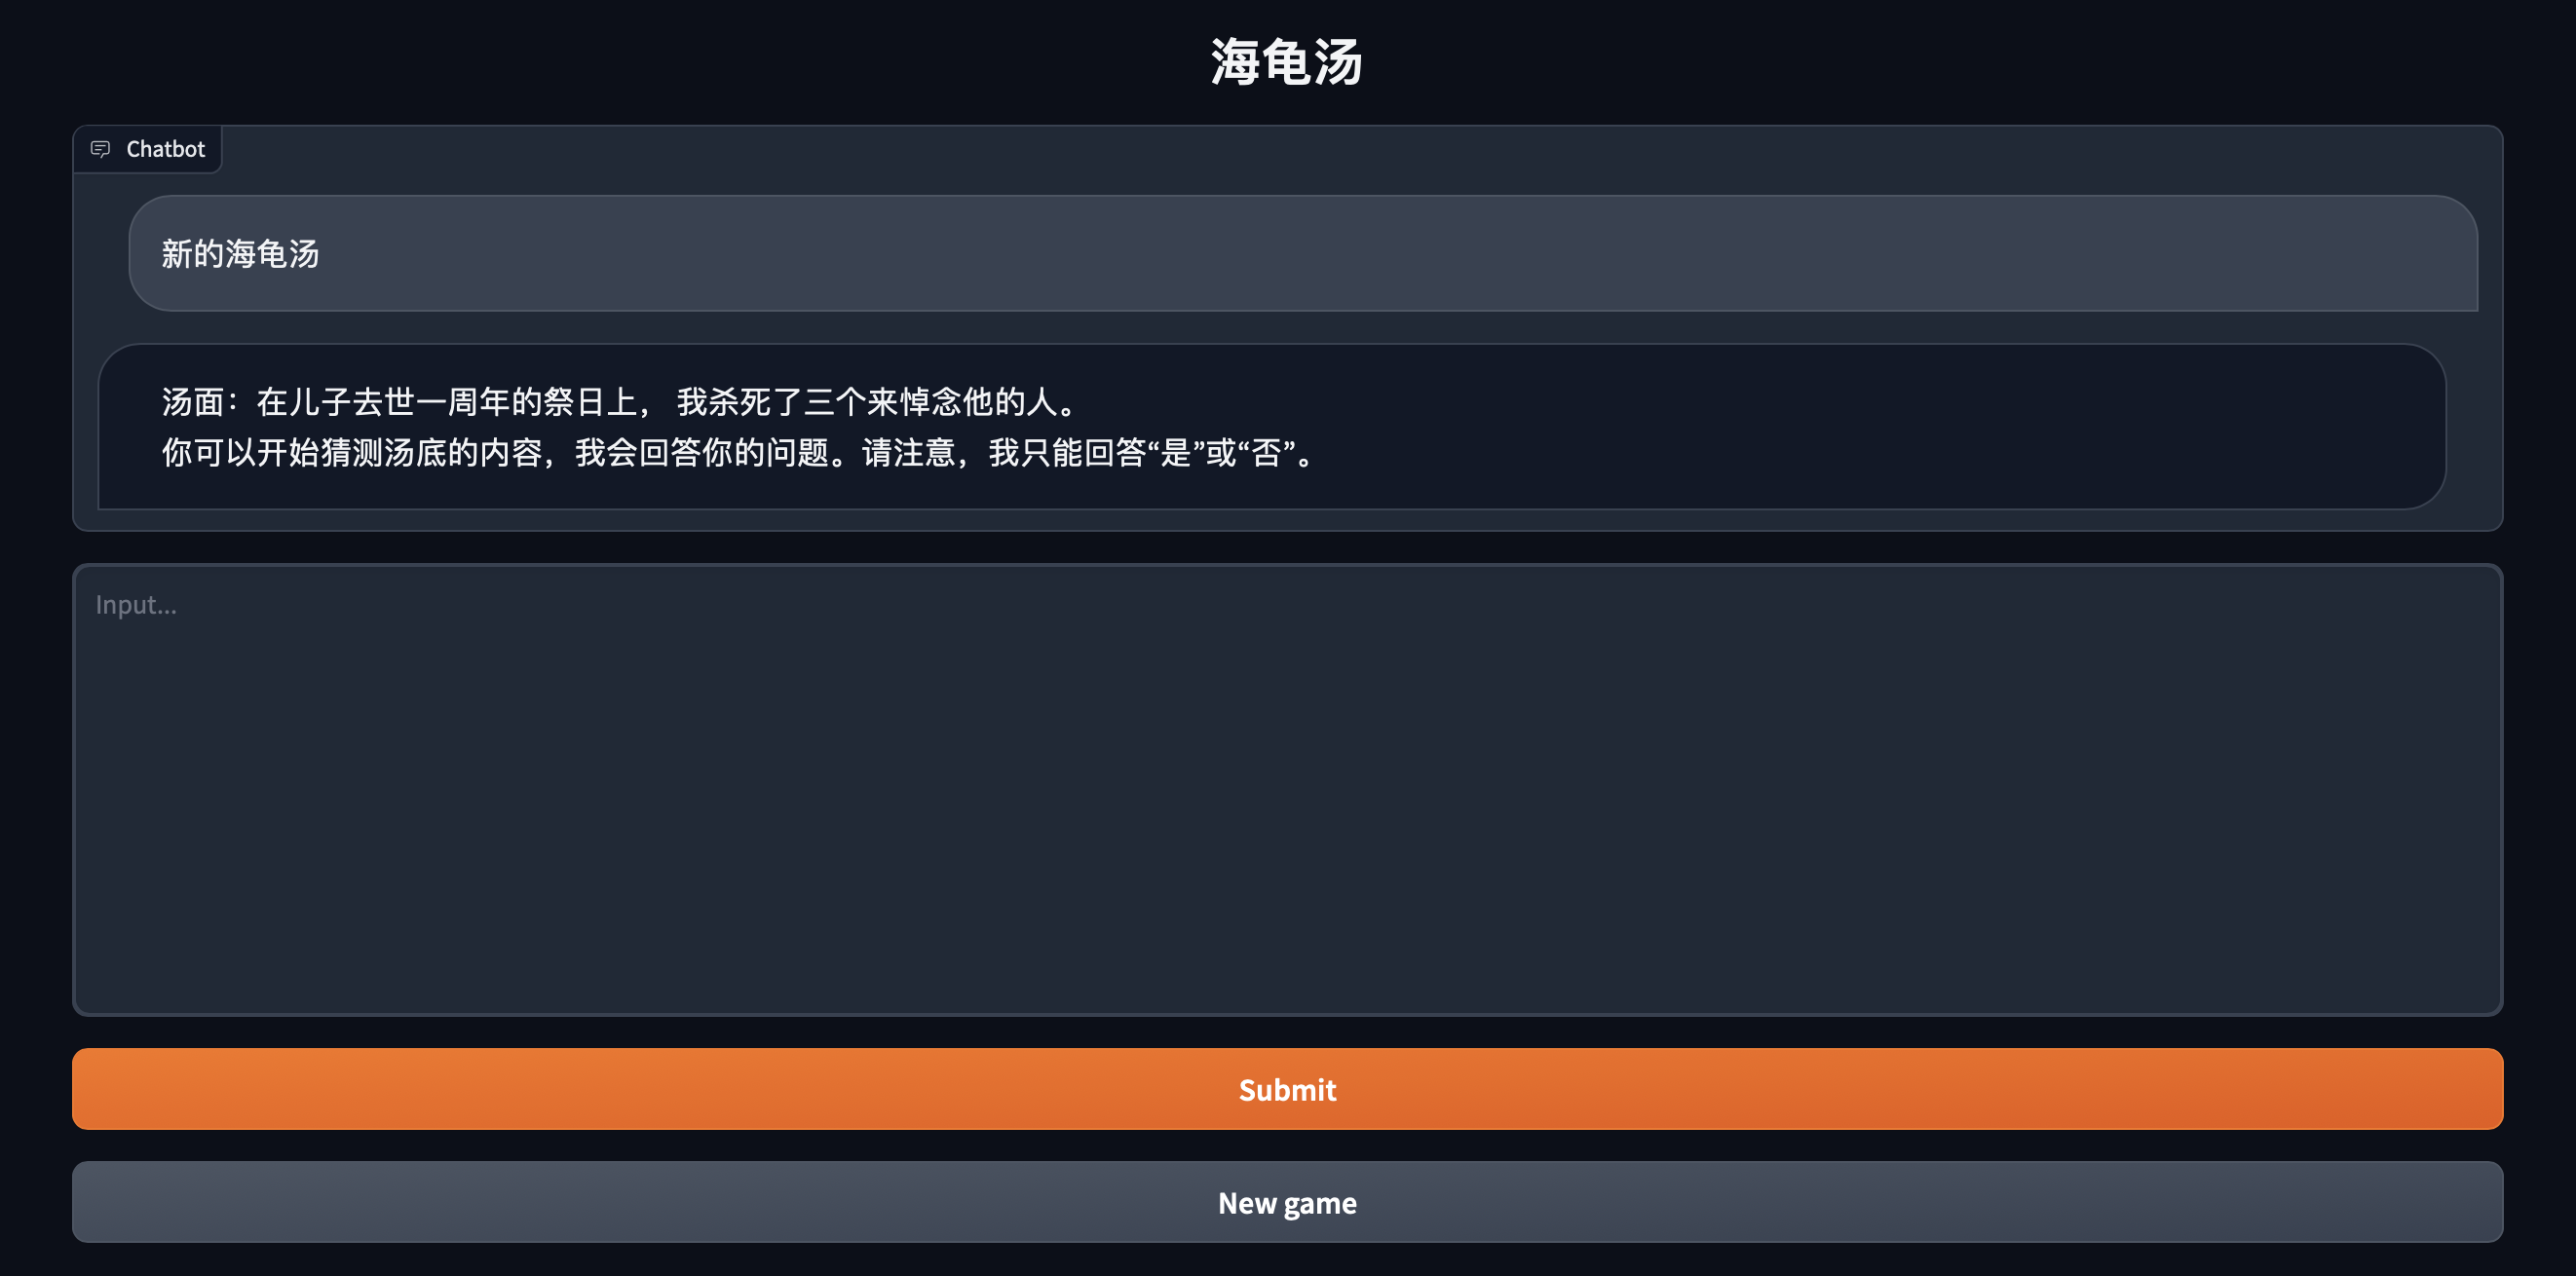 海龟汤
Chatbot
新的海龟汤
汤面：在儿子去世一周年的祭日上， 我杀死了三个来悼念他的人。
你可以开始猜测汤底的内容，我会回答你的问题。请注意，我只能回答“是”或“否”。
Input...
Submit
New game